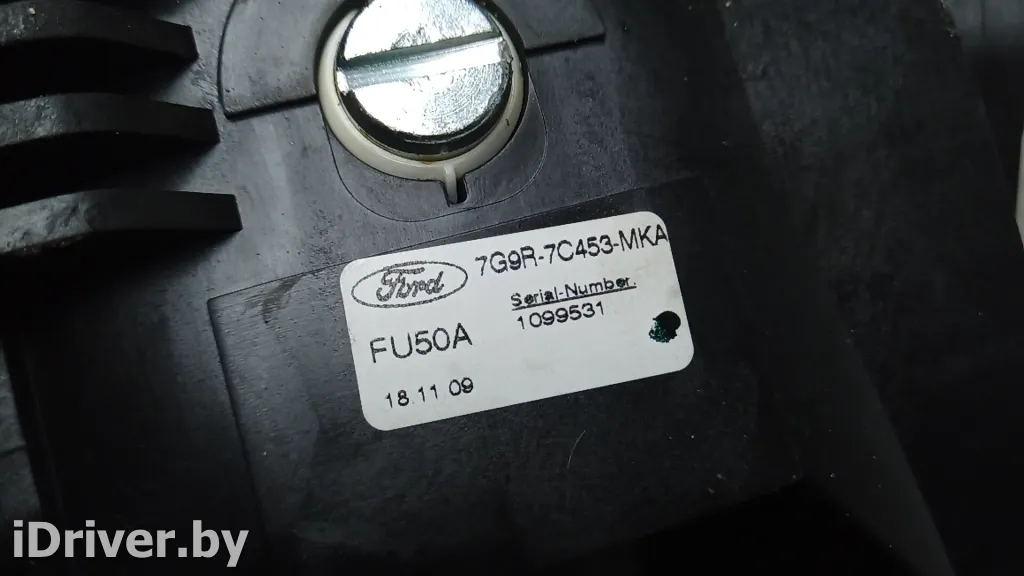 Ford
7G9R-7C453-MKA
Serial-Number.
1099531
FU50A
18.11 09
iDriver.by